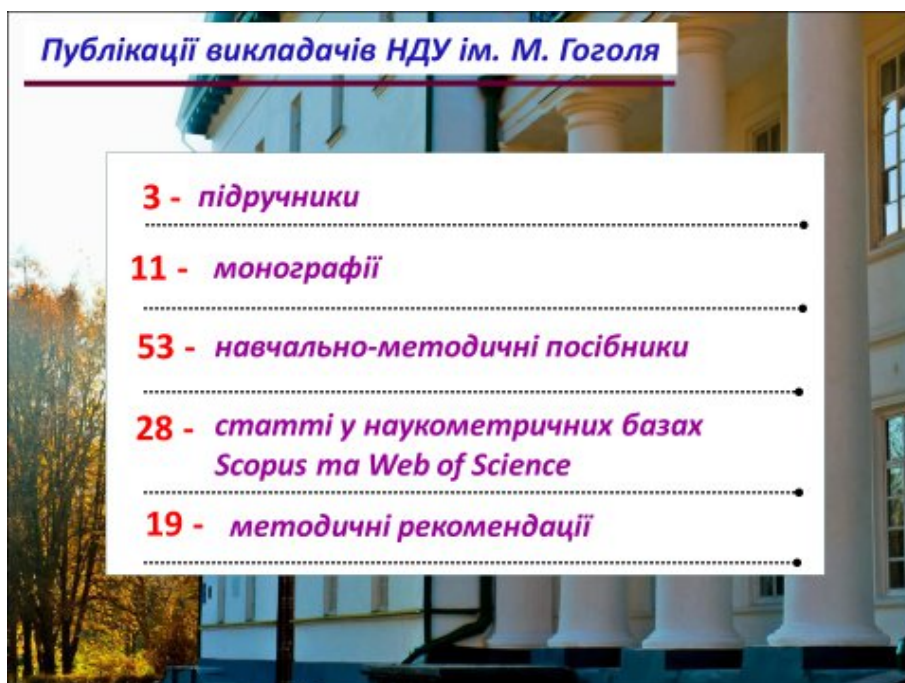 Публікації викладачів НДУ ім. М. Гоголя
3 - підручники
11 - монографії
53 - навчально-методичні посібники
28 - статті у наукометричних базах
Scopus та Web of Science
19 - методичні рекомендації